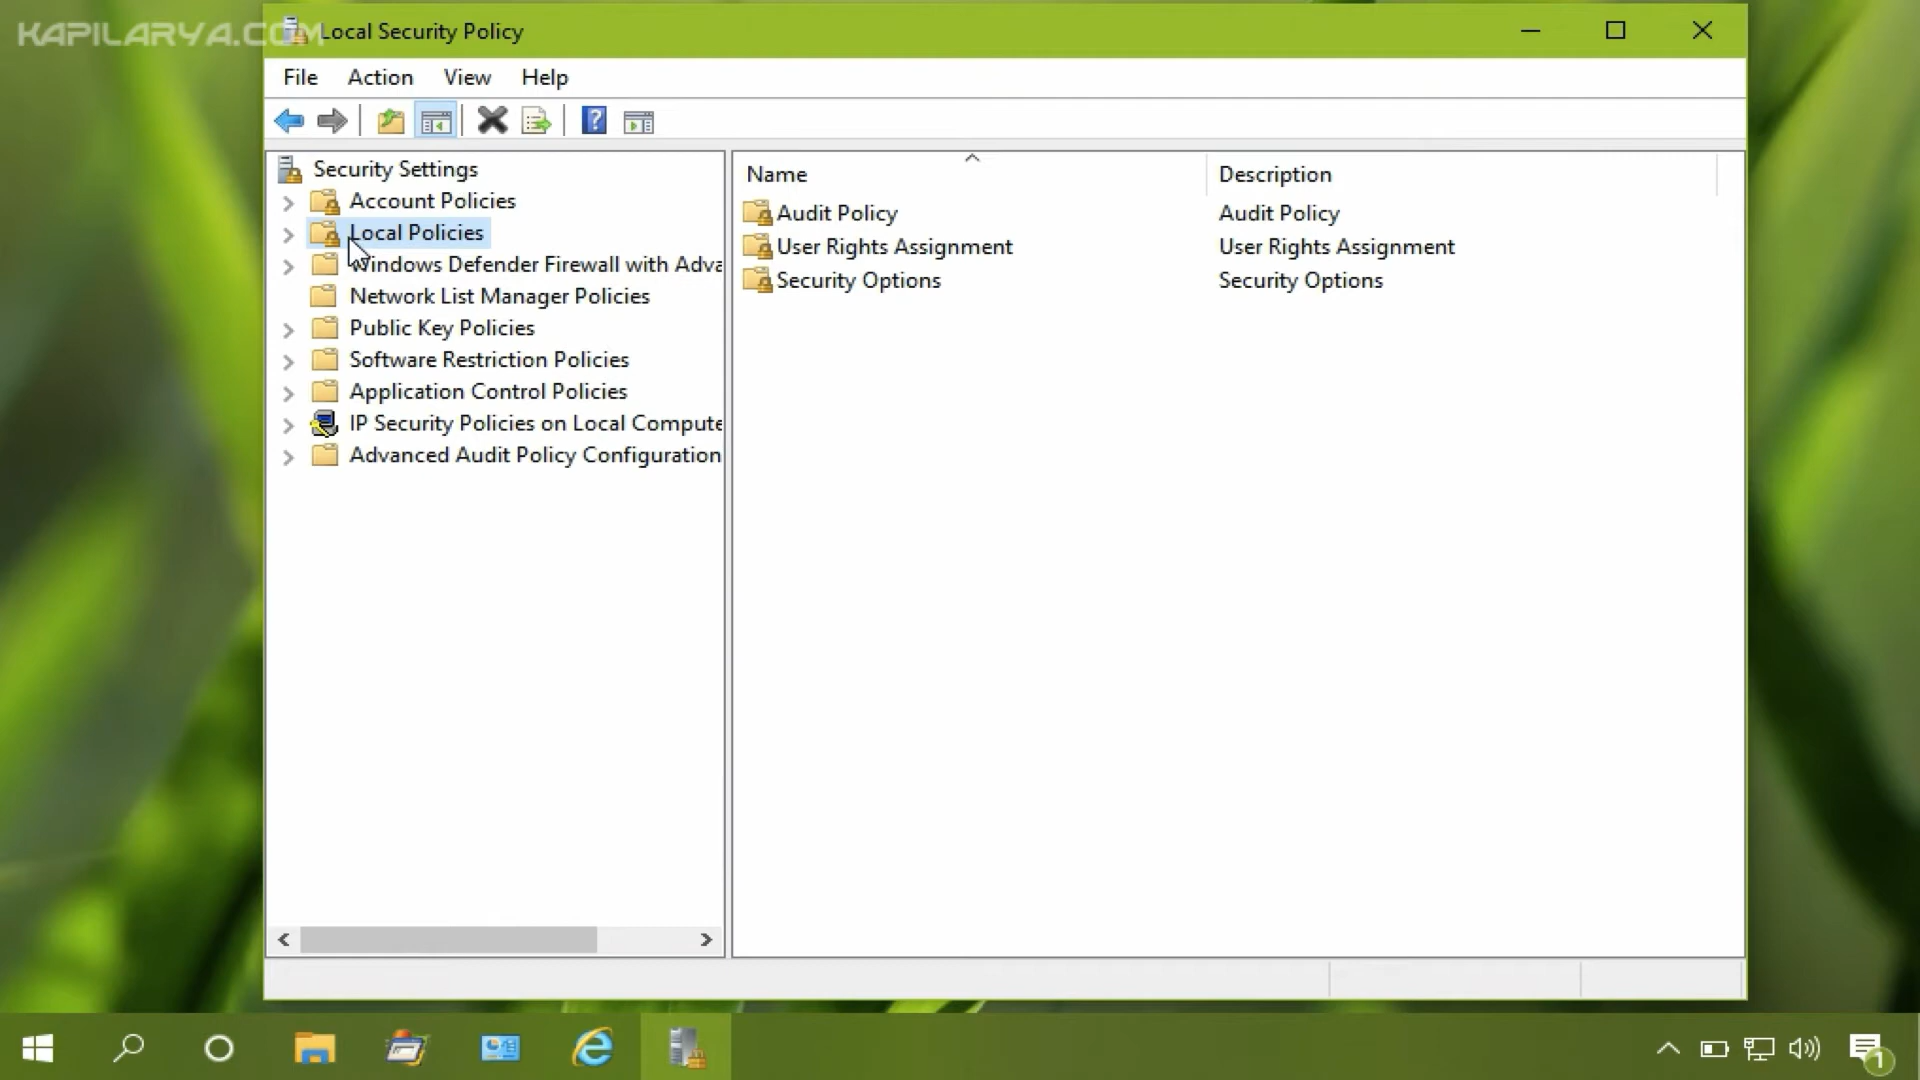 KAPILARYA.COM
Local Security Policy
File Action View Help
Security Settings
Account Policies
Local Policies
Windows Defender Firewall with Adva
Network List Manager Policies
Public Key Policies
Software Restriction Policies
Application Control Policies
IP Security Policies on Local Compute
Advanced Audit Policy Configuration
Name Description
Audit Policy Audit Policy
User Rights Assignment User Rights Assignment
Security Options Security Options
1